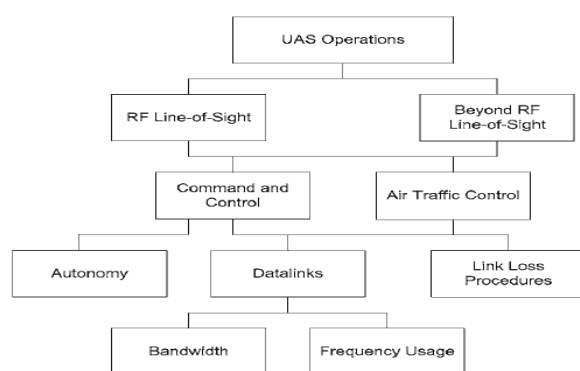 UAS Operations
RF Line-of-Sight
Beyond RF
Line-of-Sight
Command and
Control
Air Traffic Control
Autonomy
Datalinks
Link Loss
Procedures
Bandwidth
Frequency Usage